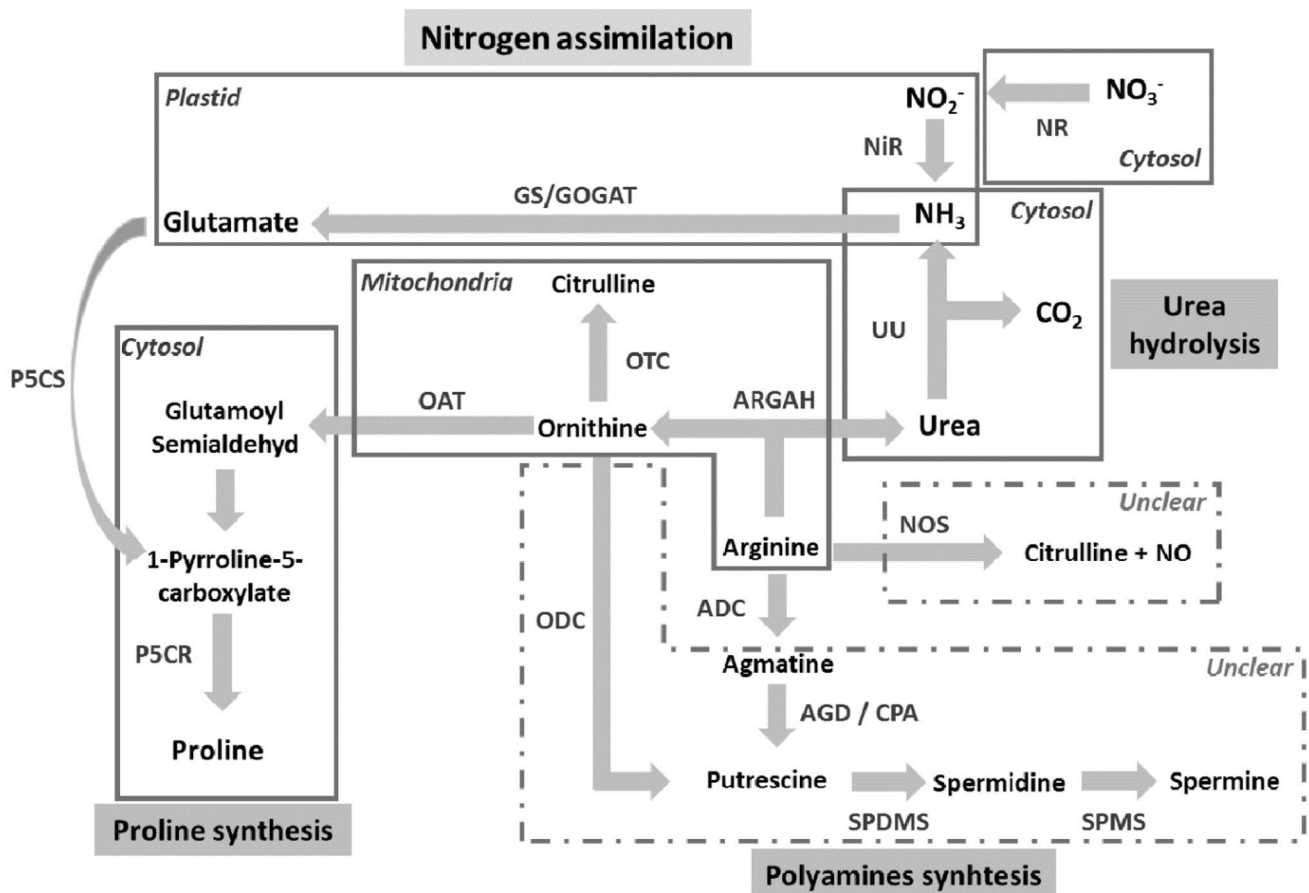 Nitrogen assimilation
Plastid
NO₂⁻
NO₃⁻
NR
Cytosol
NiR
GS/GOGAT
Glutamate
NH₃
Cytosol
Mitochondria
Citrulline
CO₂
Urea
hydrolysis
UU
P5CS
Cytosol
OTC
OAT
ARGAH
Glutamoyl
Semialdehyd
Ornithine
Urea
Unclear
NOS
1-Pyrroline-5-
carboxylate
Arginine
Citrulline + NO
ODC
ADC
P5CR
Agmatine
Unclear
AGD / CPA
Proline
Putrescine
Spermidine
Spermine
SPDMS
SPMS
Proline synthesis
Polyamines synhtesis